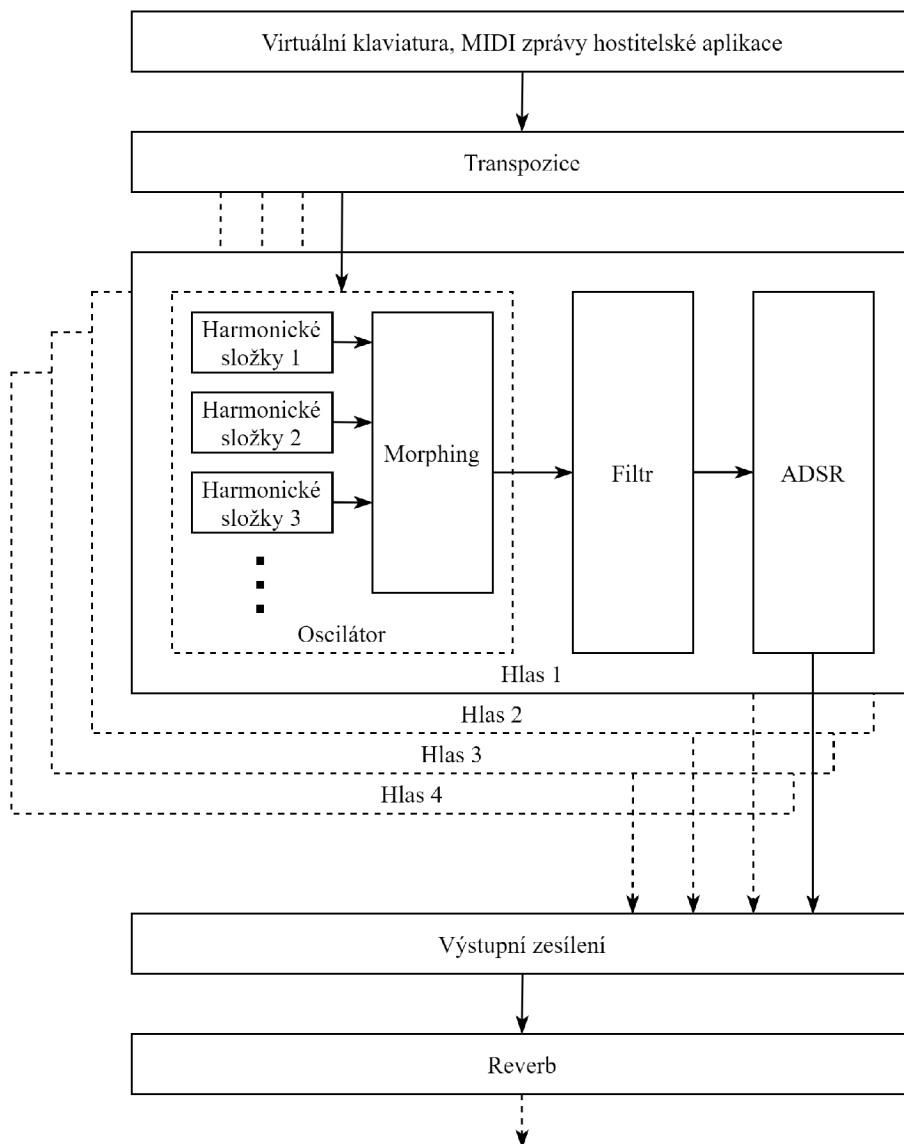 Virtuální klaviatura, MIDI zprávy hostitelské aplikace
Transpozice
Harmonické
složky 1
Harmonické
složky 2
Harmonické
složky 3
Morphing
Oscilátor
Filtr
ADSR
Hlas 1
Hlas 2
Hlas 3
Hlas 4
Výstupní zesílení
Reverb